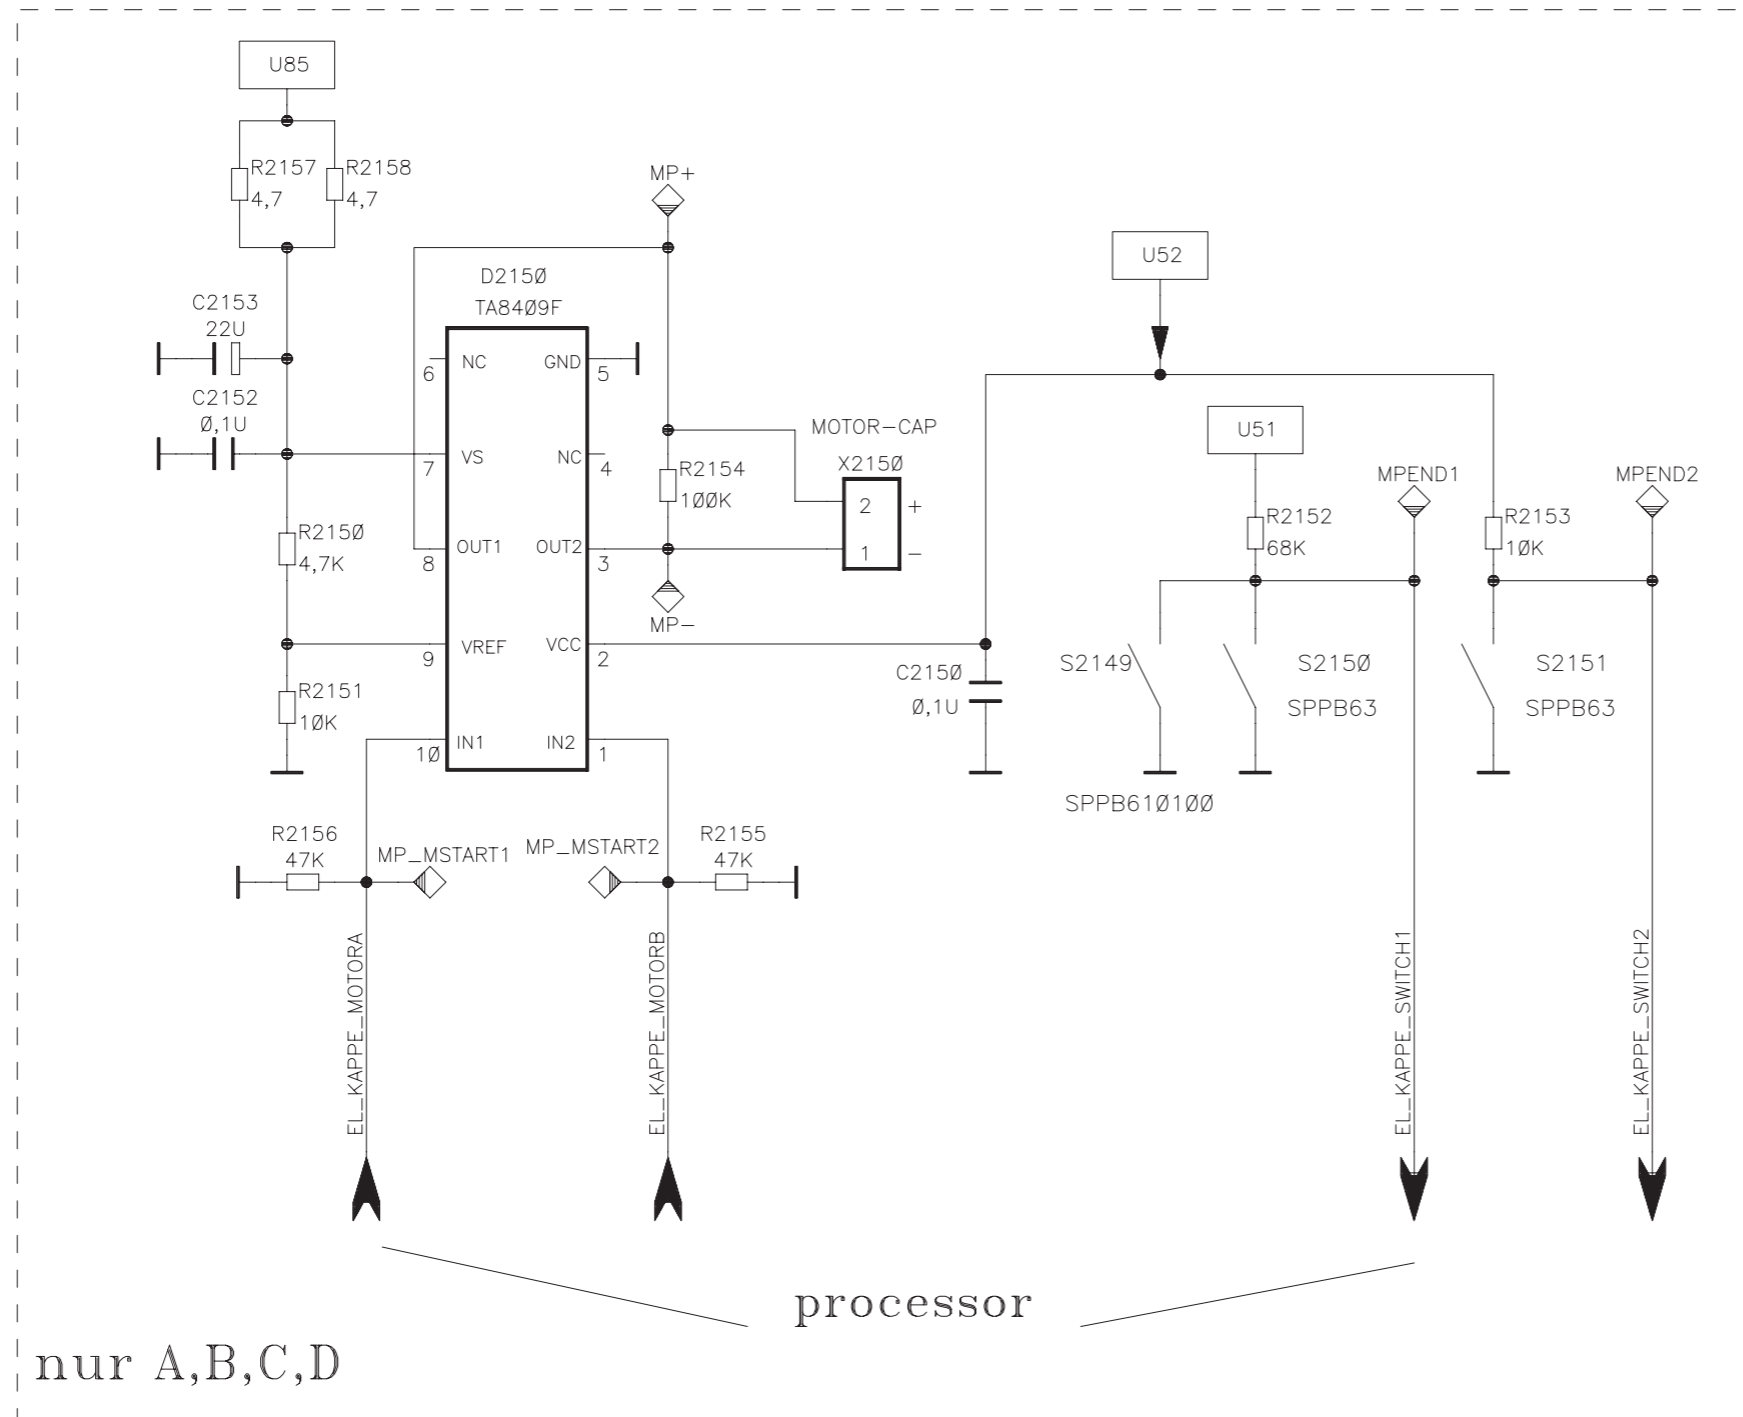 U85
R2157
4,7
R2158
4,7
MP+
U52
D215Ø
TA84Ø9F
C2153
22U
C2152
Ø,1U
NC
6
GND
5
VS
7
NC
4
OUT1
8
OUT2
3
VREF
9
VCC
2
IN1
1Ø
IN2
1
R2154
1ØØK
MOTOR-CAP
X215Ø
2 +
1 -
MP-
U51
MPEND1
MPEND2
R2152
68K
R2153
1ØK
R215Ø
4,7K
R2151
1ØK
C215Ø
Ø,1U
S2149
SPPB61Ø1ØØ
S215Ø
SPPB63
S2151
SPPB63
R2156
47K
MP_MSTART1
MP_MSTART2
R2155
47K
EL_KAPPE_MOTORA
EL_KAPPE_MOTORB
EL_KAPPE_SWITCH1
EL_KAPPE_SWITCH2
processor
nur A,B,C,D